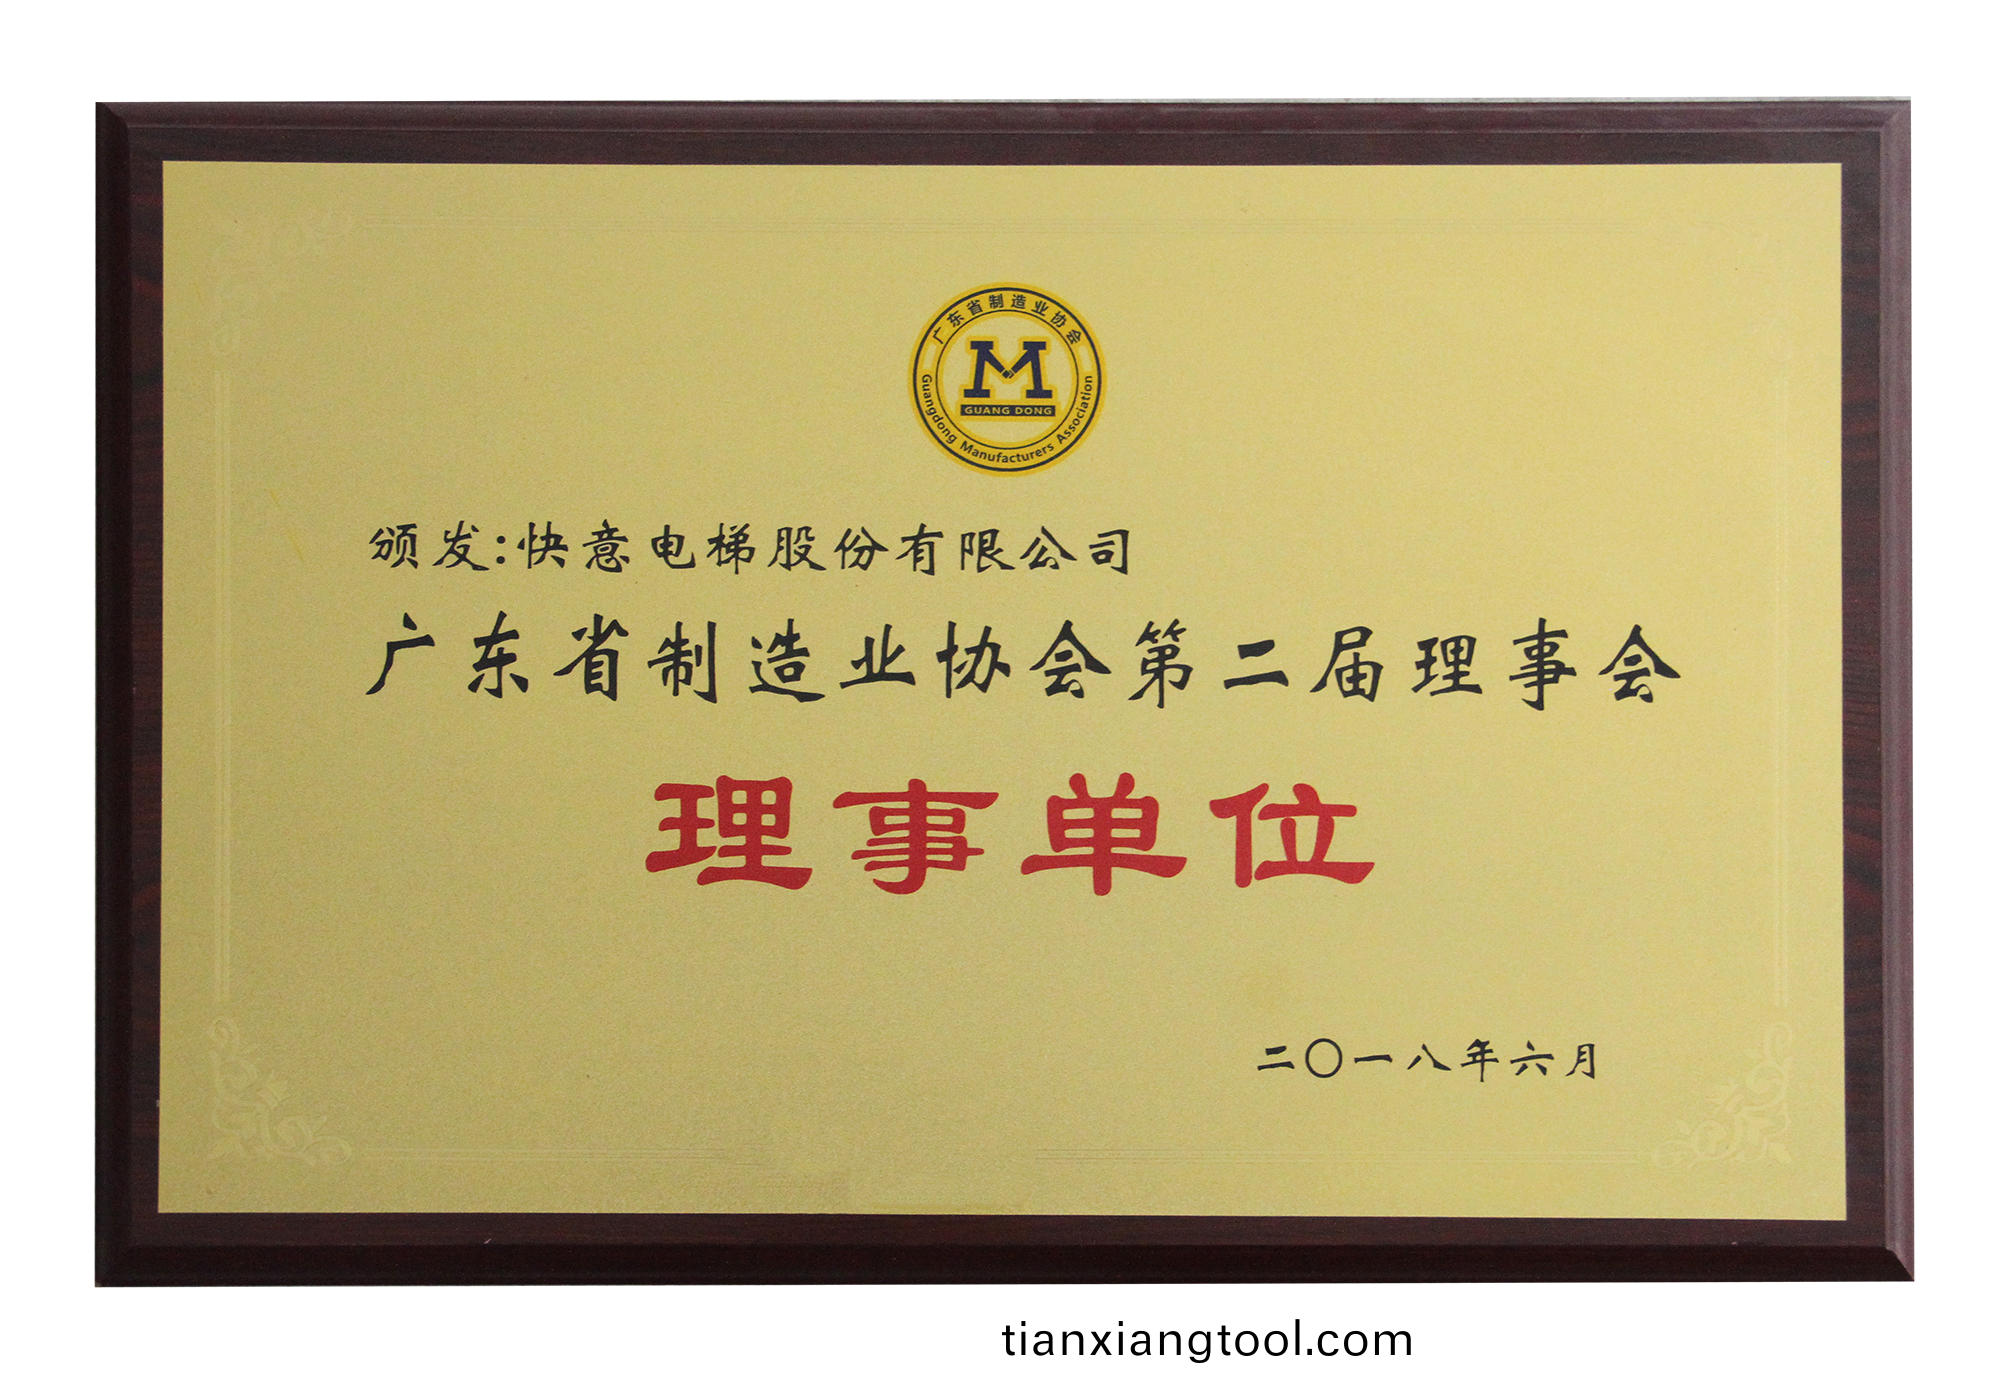 广东省制造业协会
M
GUANG DONG
Guangdong Manufacturers Association
颁发:快意电梯股份有限公司
广东省制造业协会第二届理事会
理事单位
二〇一八年六月
tianxiangtool.com